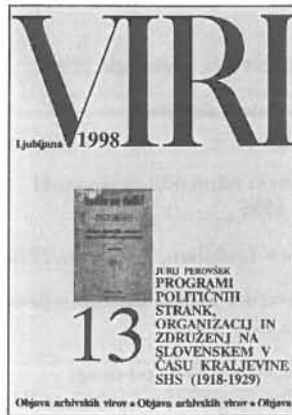 VIRI
Ljubljana 1998
JURIJ PEROVŠEK
PROGRAMI
POLITIČNIH
STRANK,
ORGANIZACIJ IN
ZDRUŽENJ NA
SLOVENSKEM V
ČASU KRALJEVINE
SHS (1918-1929)
13
Objava arhivskih virov • Objava arhivskih virov • Objava